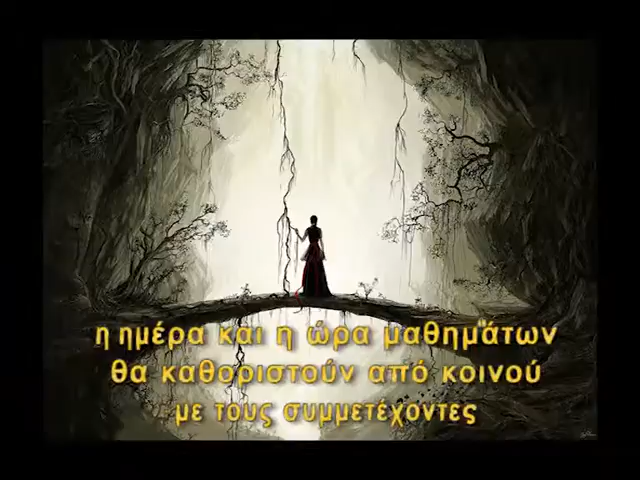 η ημέρα και η ώρα μαθημάτων
θα καθοριστούν από κοινού
με τους συμμετέχοντες